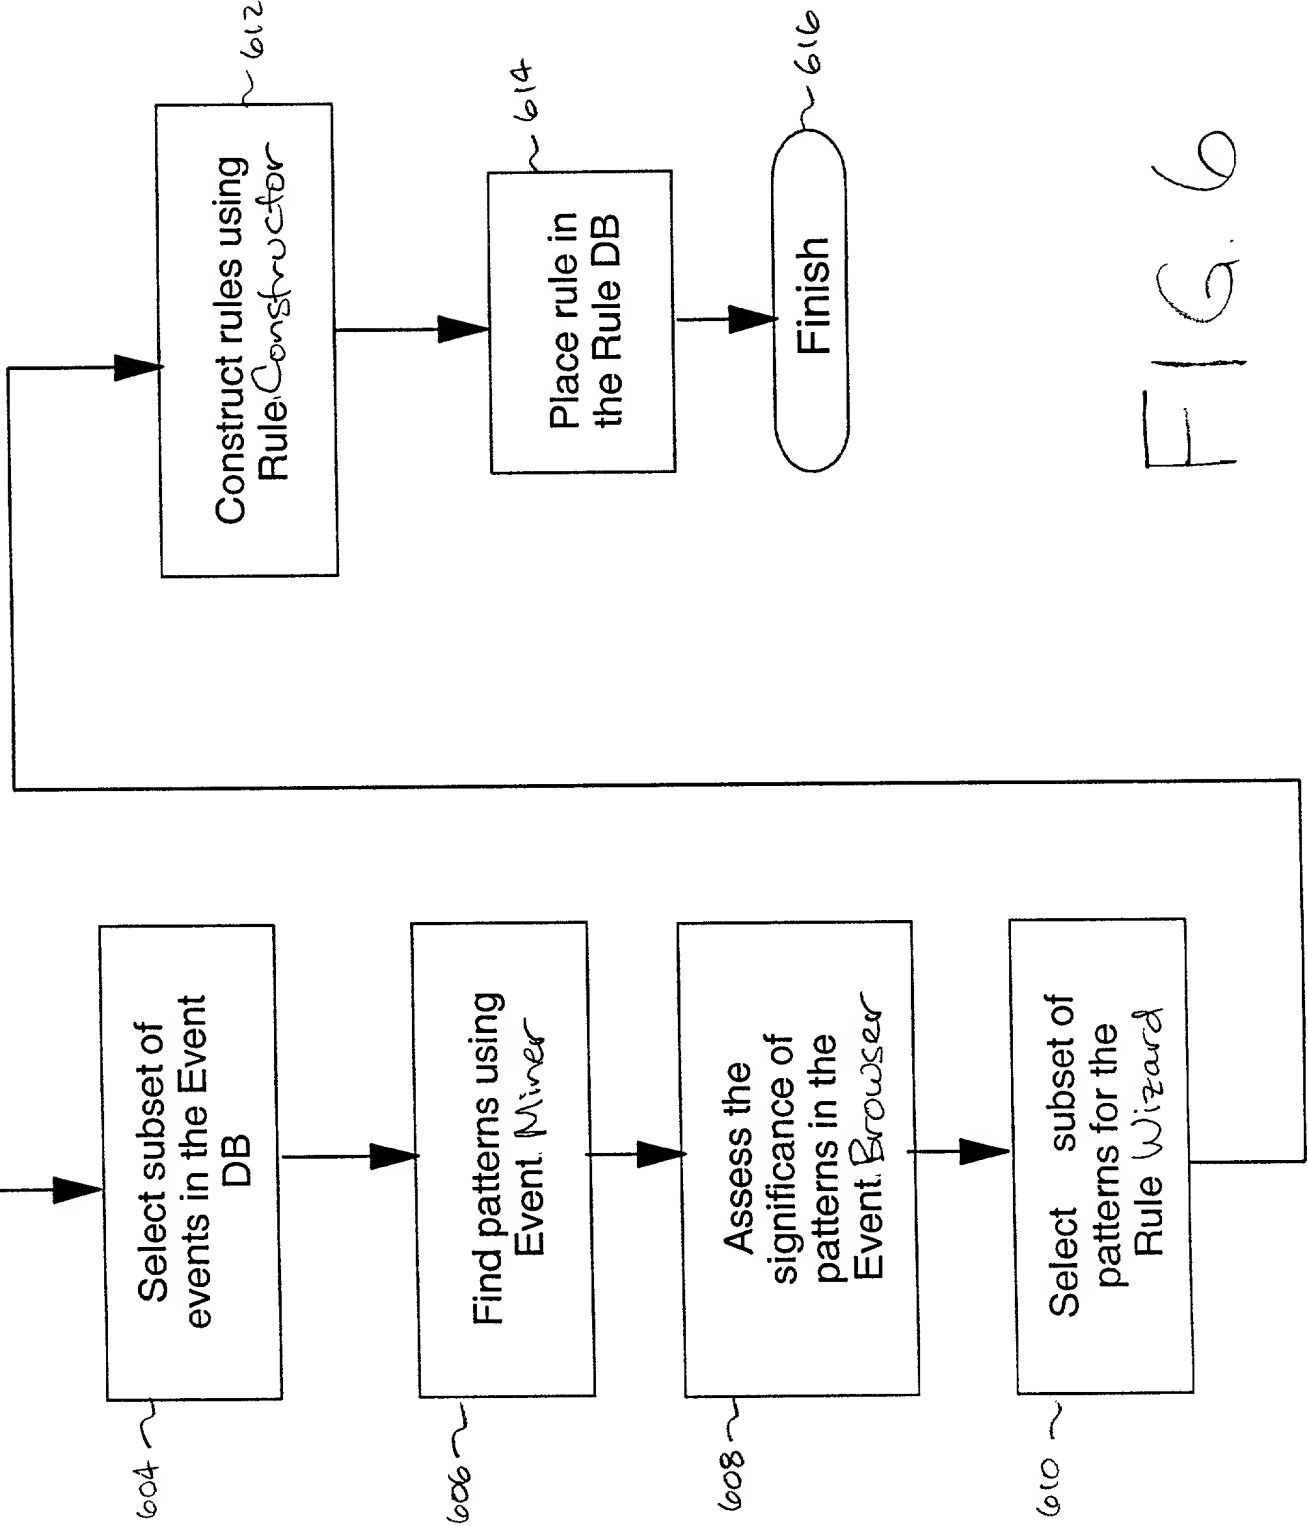 604
Select subset of
events in the Event
DB
606
Find patterns using
Event Miner
608
Assess the
significance of
patterns in the
Event Browser
610
Select subset of
patterns for the
Rule Wizard
612
Construct rules using
Rule Constructor
614
Place rule in
the Rule DB
616
Finish
FIG. 6